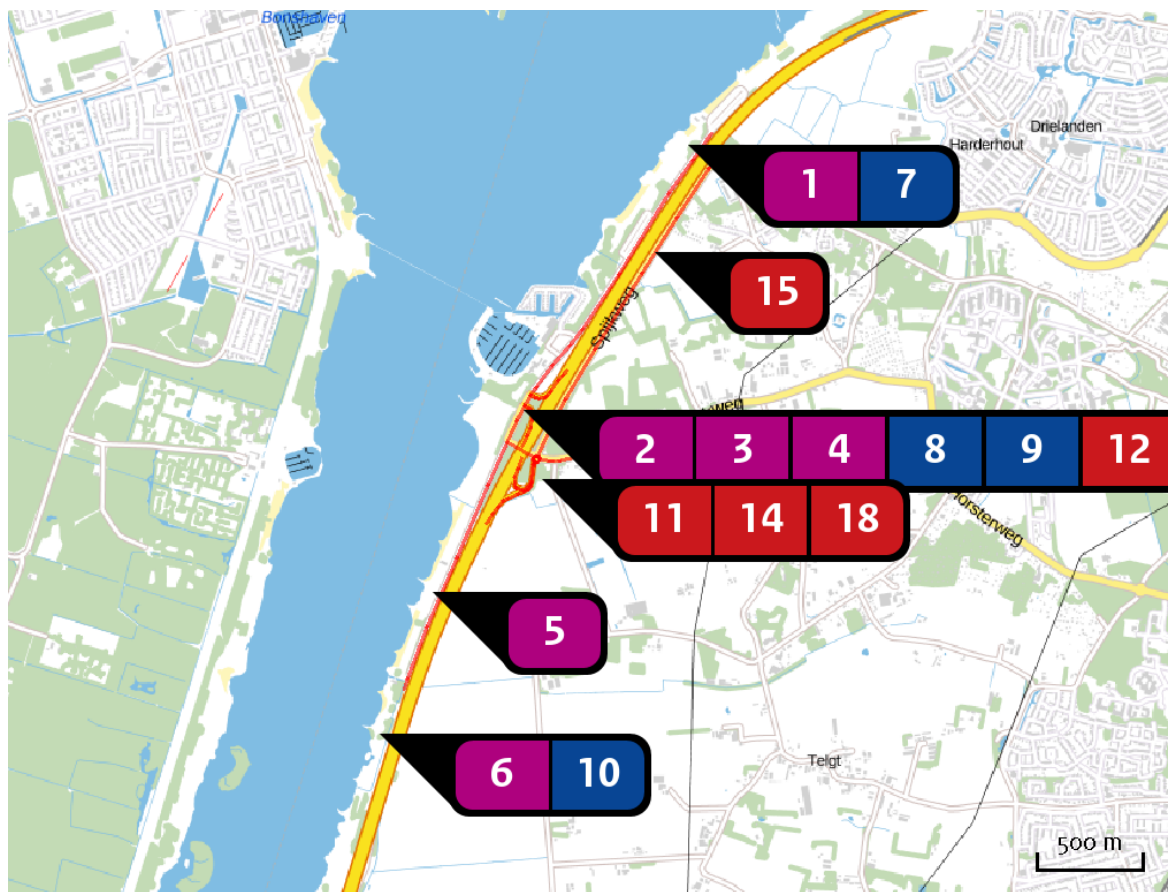 Bonshaven
Drielanden
Harderhout
1 7
15
Spijkweg
weg
2 3 4 8 9 12
11 14 18
Horsterweg
5
6 10
Telgt
500 m